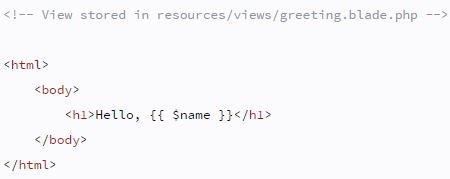 <!-- View stored in resources/views/greeting.blade.php -->
<html>
<body>
<h1>Hello, {{ $name }}</h1>
</body>
</html>